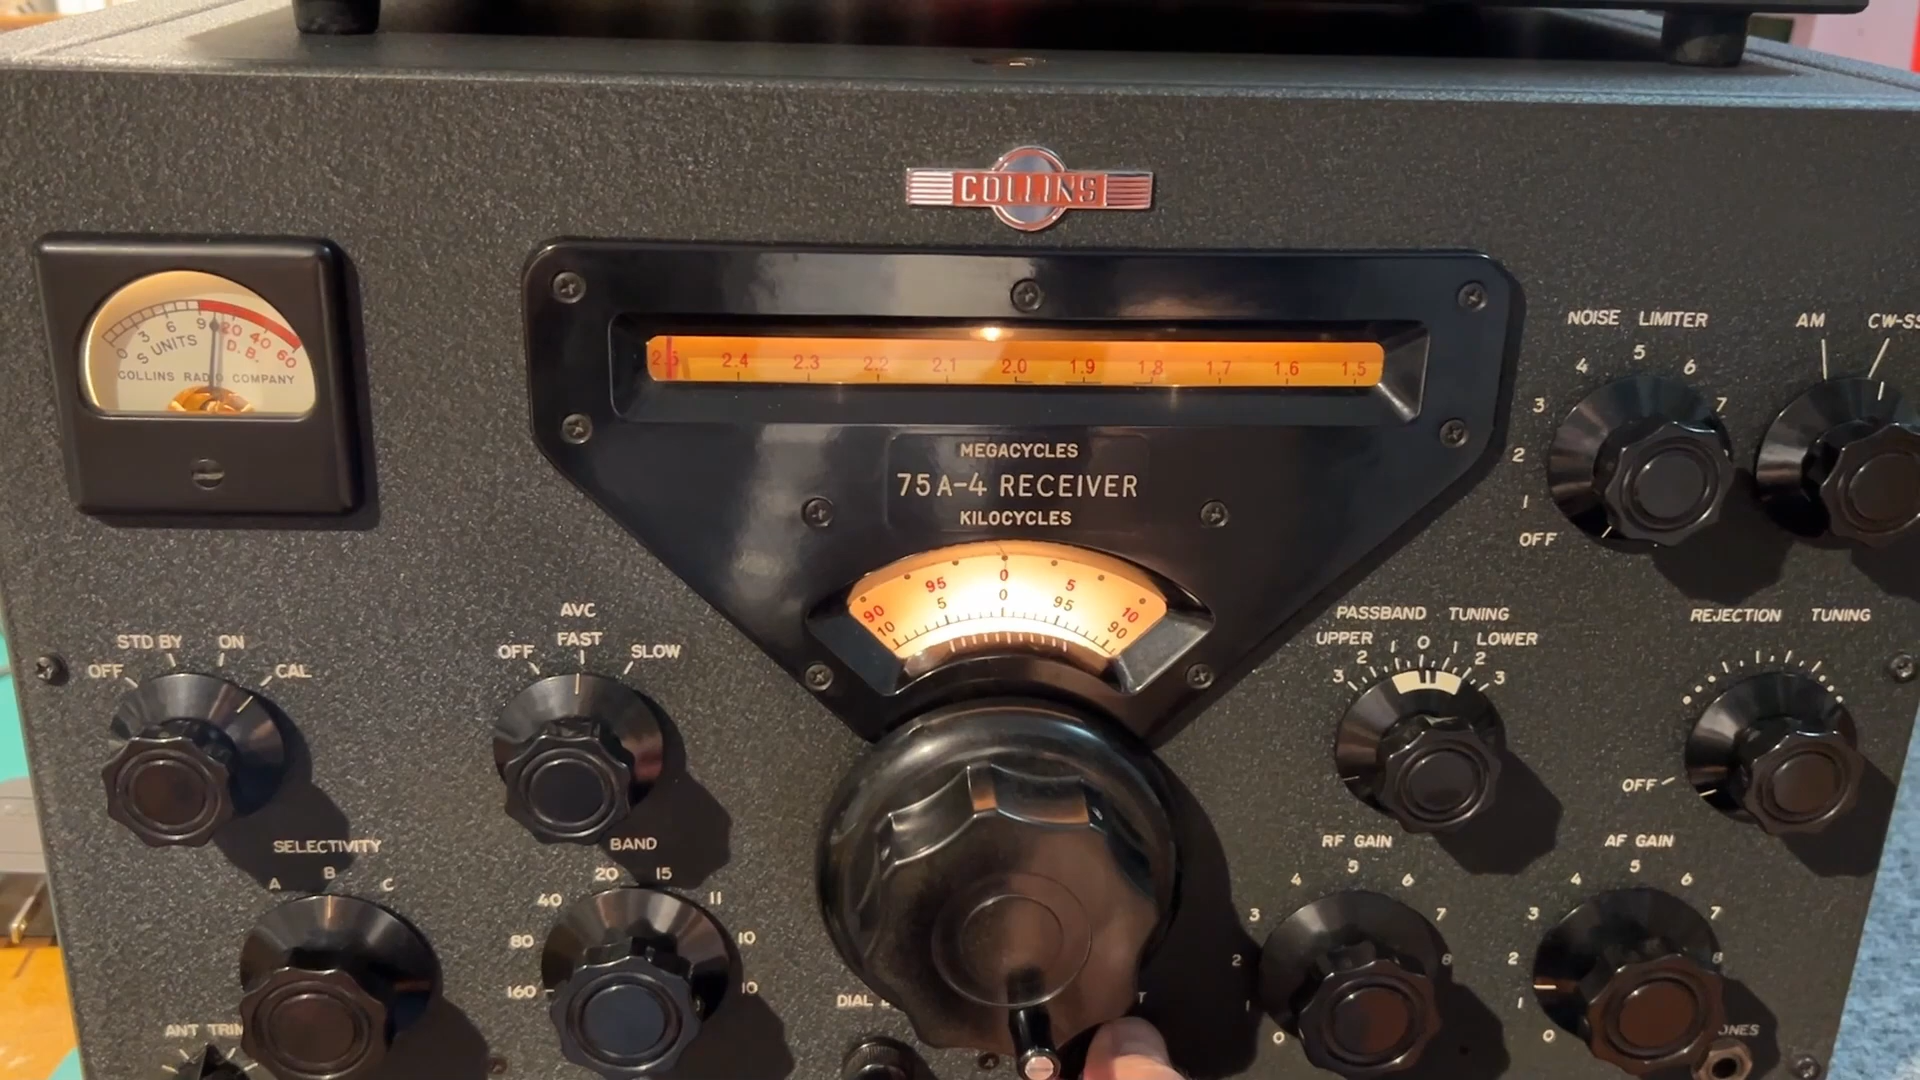 COLLINS
0 3 6 9 20 40 60
S UNITS D.B.
COLLINS RADIO COMPANY
2.5 2.4 2.3 2.2 2.1 2.0 1.9 1.8 1.7 1.6 1.5
MEGACYCLES
75A-4 RECEIVER
KILOCYCLES
90 95 0 5 10
10 5 0 95 90
NOISE LIMITER
OFF 1 2 3 4 5 6 7
AM
STD BY ON
OFF CAL
AVC
OFF FAST SLOW
PASSBAND TUNING
UPPER 1 0 1 LOWER
3 2 2 3
REJECTION TUNING
OFF
SELECTIVITY
A B C
BAND
160 80 40 20 15 11 10 10
RF GAIN
0 1 2 3 4 5 6 7 8
AF GAIN
0 1 2 3 4 5 6 7 8
ANT TRIM
DIAL